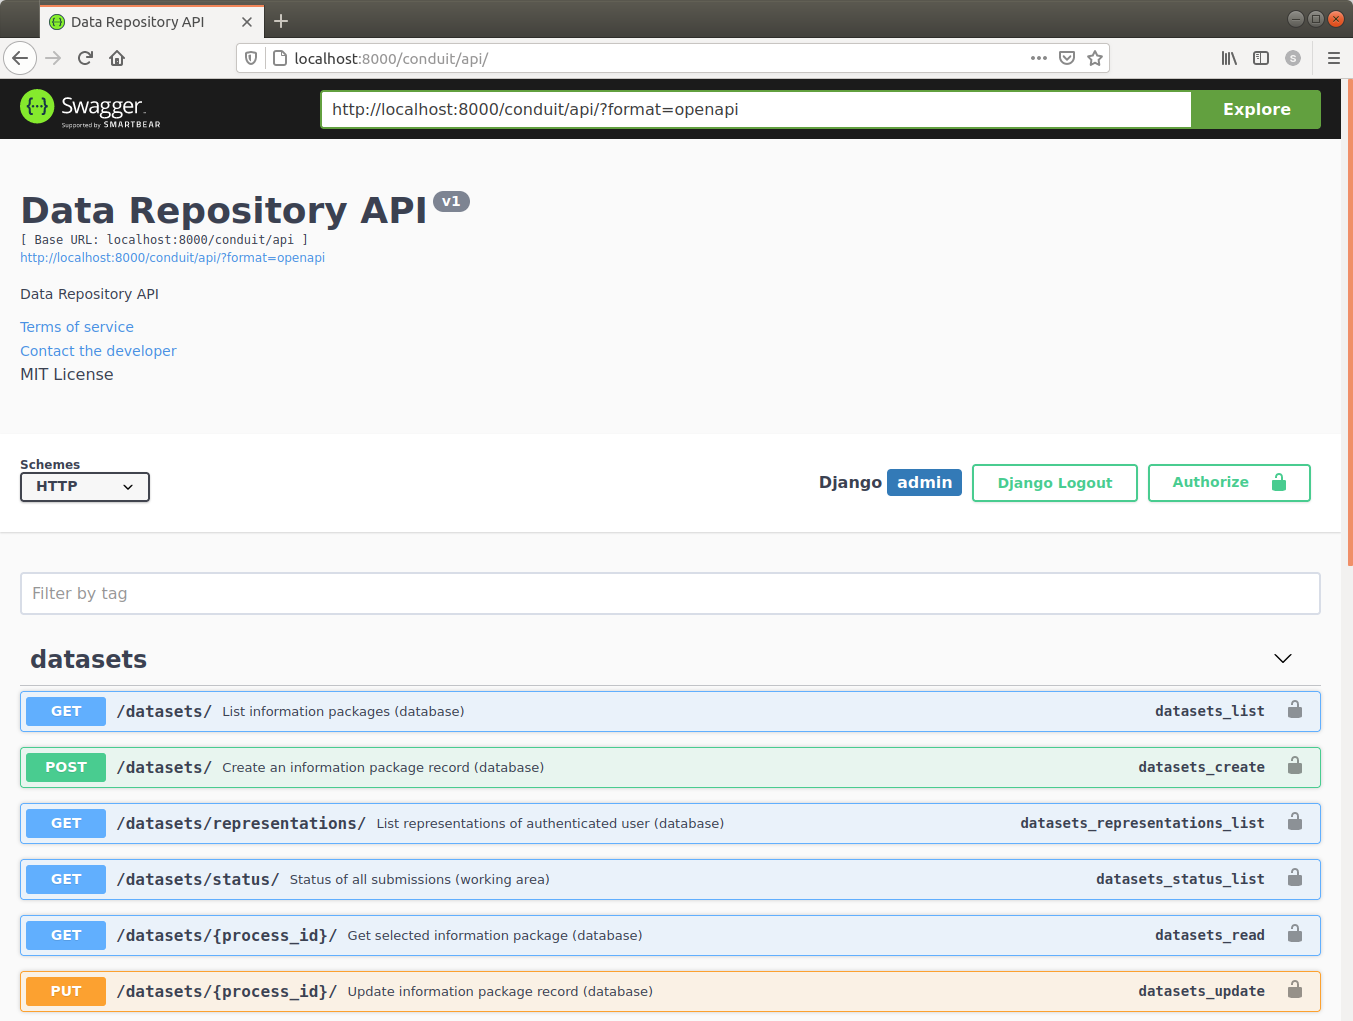 Data Repository API
localhost:8000/conduit/api/
S
{...} Swagger
Supported by SMARTBEAR
http://localhost:8000/conduit/api/?format=openapi
Explore
Data Repository API v1
[ Base URL: localhost:8000/conduit/api ]
http://localhost:8000/conduit/api/?format=openapi
Data Repository API
Terms of service
Contact the developer
MIT License
Schemes
HTTP
Django admin
Django Logout
Authorize
Filter by tag
datasets
GET /datasets/ List information packages (database) datasets_list
POST /datasets/ Create an information package record (database) datasets_create
GET /datasets/representations/ List representations of authenticated user (database) datasets_representations_list
GET /datasets/status/ Status of all submissions (working area) datasets_status_list
GET /datasets/{process_id}/ Get selected information package (database) datasets_read
PUT /datasets/{process_id}/ Update information package record (database) datasets_update